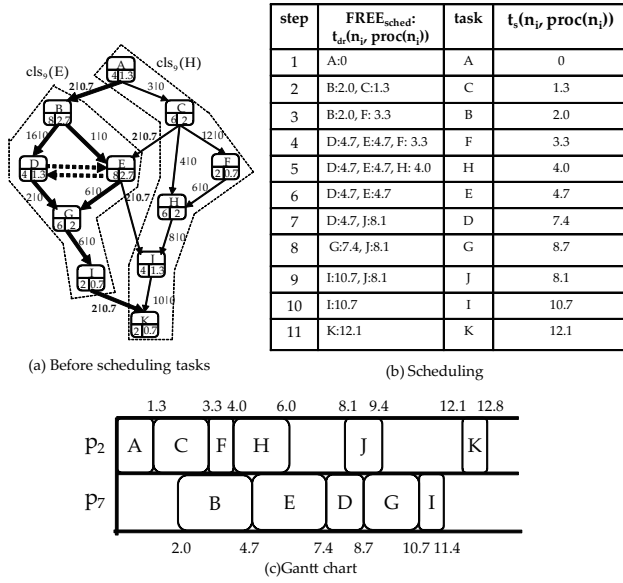 cls₉(E)
cls₉(H)
A
4 1.3
2|0.7
3|0
B
8 2.7
C
6 2
16|0
1|0
2|0.7
12|0
D
4 1.3
E
8 2.7
4|0
F
2 0.7
2|0
6|0
2|0.7
6|0
G
6 2
H
6 2
6|0
8|0
I
2 0.7
4 1.3
2|0.7
10|0
K
2 0.7
(a) Before scheduling tasks
step FREE_sched: t_dr(n_i, proc(n_i)) task t_s(n_i, proc(n_i))
1 A:0 A 0
2 B:2.0, C:1.3 C 1.3
3 B:2.0, F: 3.3 B 2.0
4 D:4.7, E:4.7, F: 3.3 F 3.3
5 D:4.7, E:4.7, H: 4.0 H 4.0
6 D:4.7, E:4.7 E 4.7
7 D:4.7, J:8.1 D 7.4
8 G:7.4, J:8.1 G 8.7
9 I:10.7, J:8.1 J 8.1
10 I:10.7 I 10.7
11 K:12.1 K 12.1
(b) Scheduling
1.3 3.3 4.0 6.0 8.1 9.4 12.1 12.8
p₂ A C F H J K
p₇ B E D G I
2.0 4.7 7.4 8.7 10.7 11.4
(c)Gantt chart